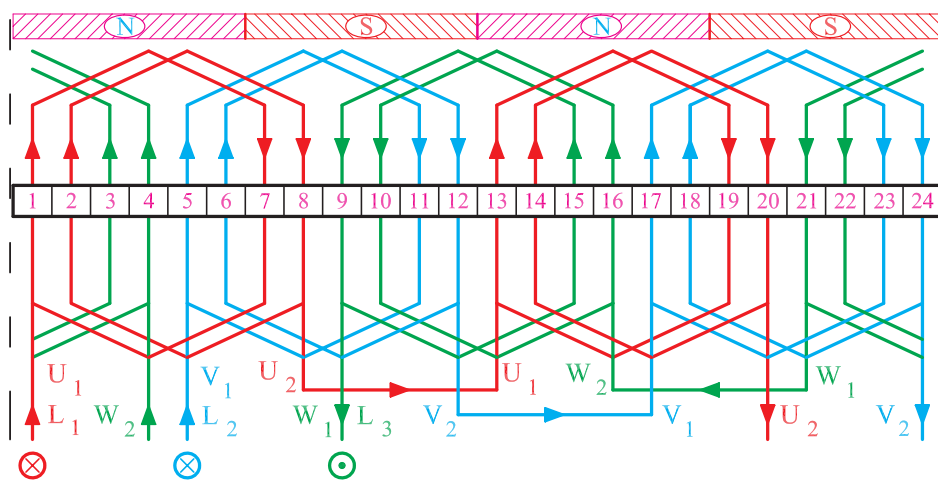 N S N S
1 2 3 4 5 6 7 8 9 10 11 12 13 14 15 16 17 18 19 20 21 22 23 24
U1 V1 U2 U1 W2 W1
L1 W2 L2 W1 L3 V2 V1 U2 V2